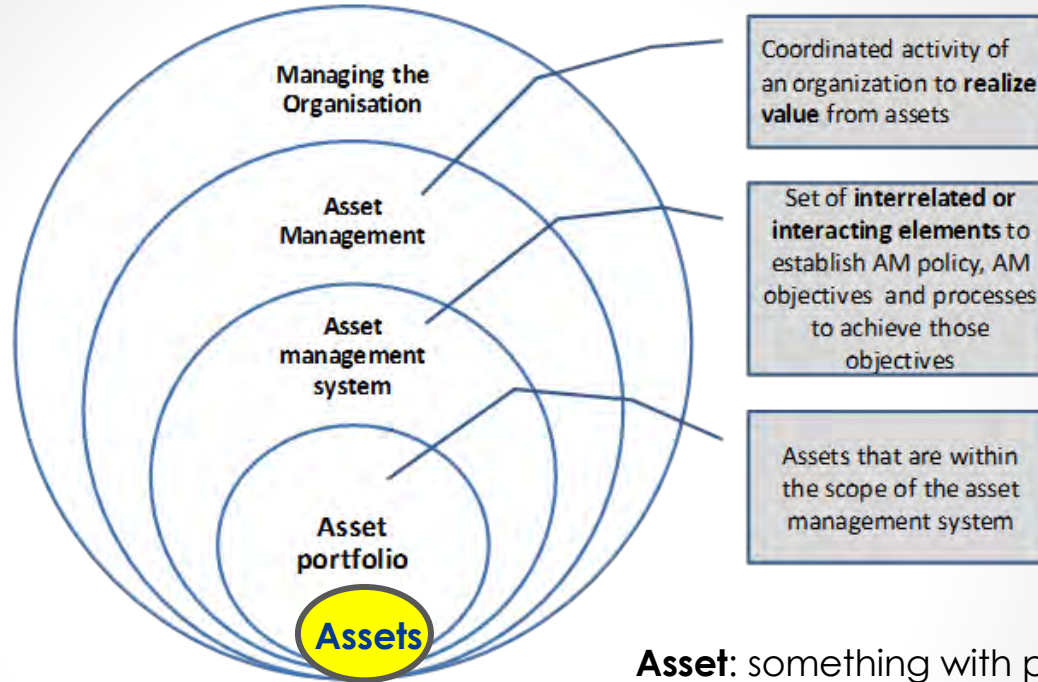 Managing the
Organisation
Asset
Management
Asset
management
system
Asset
portfolio
Assets
Coordinated activity of
an organization to realize
value from assets
Set of interrelated or
interacting elements to
establish AM policy, AM
objectives and processes
to achieve those
objectives
Assets that are within
the scope of the asset
management system
Asset: something with